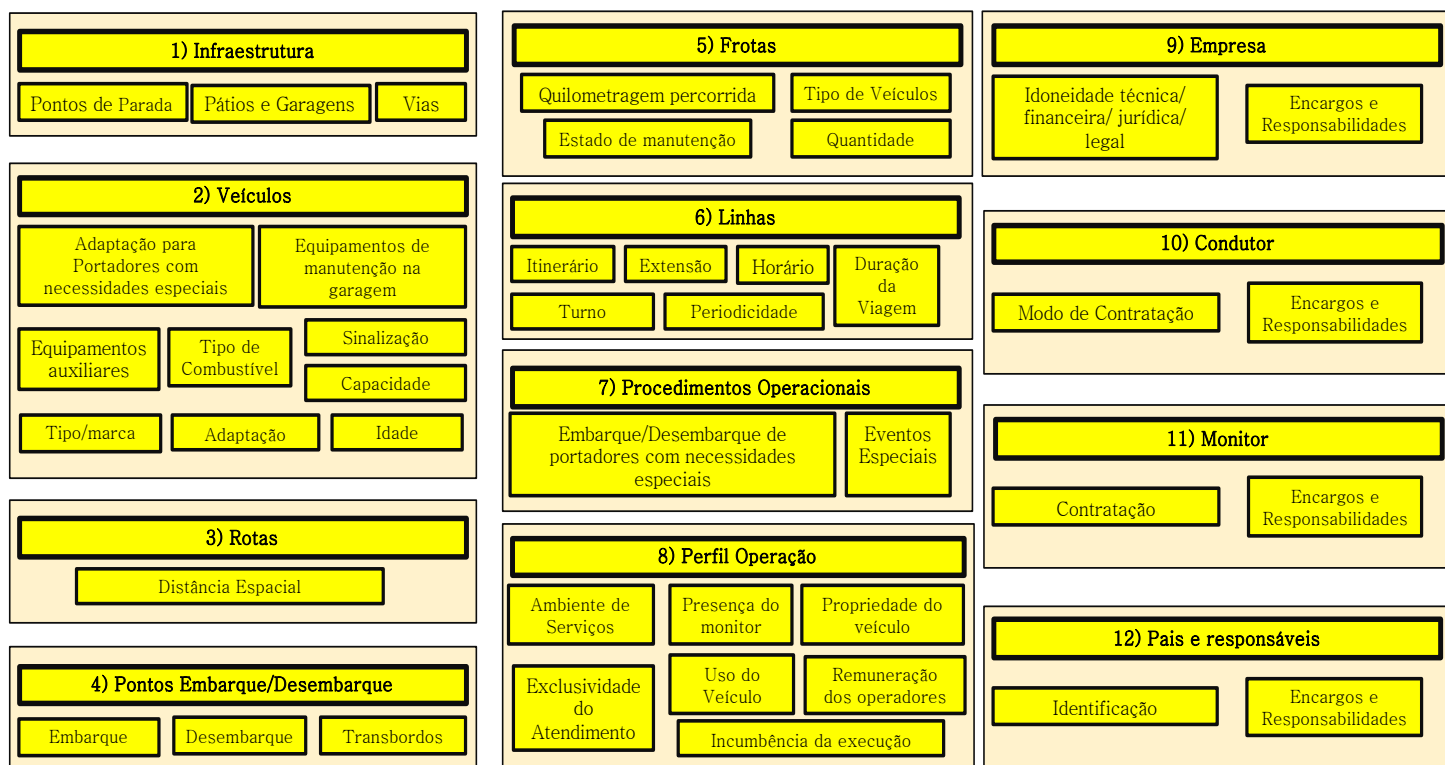 1) Infraestrutura
Pontos de Parada
Pátios e Garagens
Vias
2) Veículos
Adaptação para
Portadores com
necessidades especiais
Equipamentos de
manutenção na
garagem
Equipamentos
auxiliares
Tipo de
Combustível
Sinalização
Capacidade
Tipo/marca
Adaptação
Idade
3) Rotas
Distância Espacial
4) Pontos Embarque/Desembarque
Embarque
Desembarque
Transbordos
5) Frotas
Quilometragem percorrida
Tipo de Veículos
Estado de manutenção
Quantidade
6) Linhas
Itinerário
Extensão
Horário
Duração
da
Viagem
Turno
Periodicidade
7) Procedimentos Operacionais
Embarque/Desembarque de
portadores com necessidades
especiais
Eventos
Especiais
8) Perfil Operação
Ambiente de
Serviços
Presença do
monitor
Propriedade do
veículo
Exclusividade
do
Atendimento
Uso do
Veículo
Remuneração
dos operadores
Incumbência da execução
9) Empresa
Idoneidade técnica/
financeira/ jurídica/
legal
Encargos e
Responsabilidades
10) Condutor
Modo de Contratação
Encargos e
Responsabilidades
11) Monitor
Contratação
Encargos e
Responsabilidades
12) Pais e responsáveis
Identificação
Encargos e
Responsabilidades